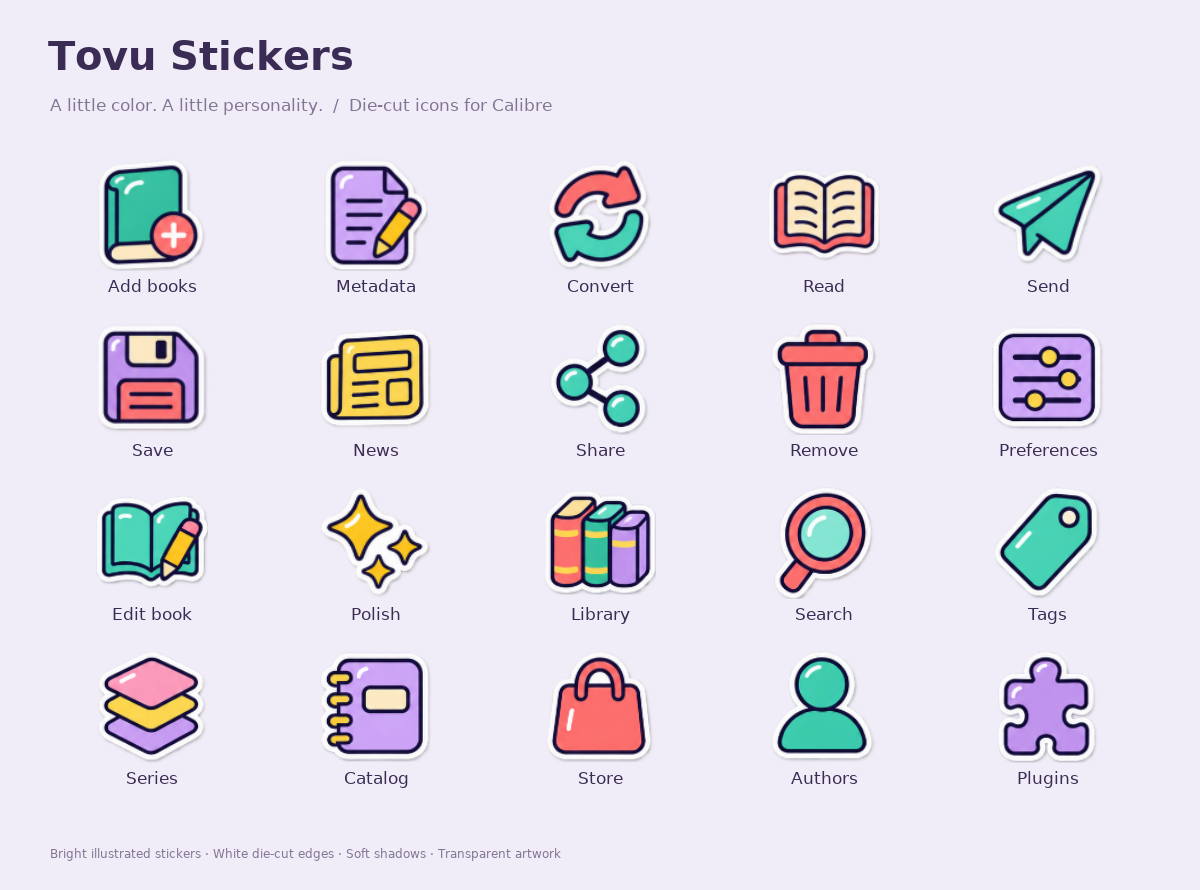 Tovu Stickers
A little color. A little personality.  /  Die-cut icons for Calibre
Add books
Metadata
Convert
Read
Send
Save
News
Share
Remove
Preferences
Edit book
Polish
Library
Search
Tags
Series
Catalog
Store
Authors
Plugins
Bright illustrated stickers · White die-cut edges · Soft shadows · Transparent artwork